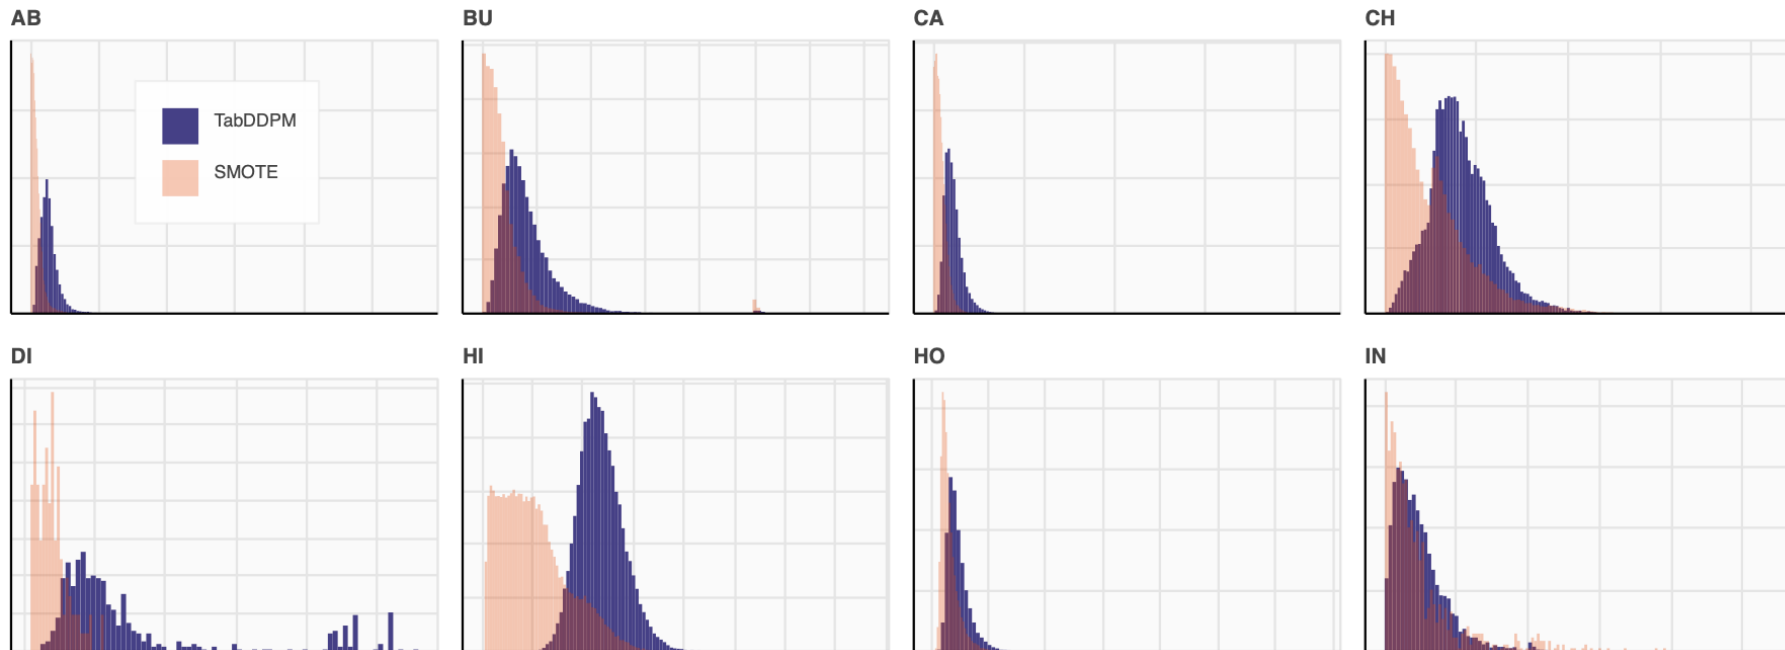 AB
BU
CA
CH
TabDDPM
SMOTE
DI
HI
HO
IN